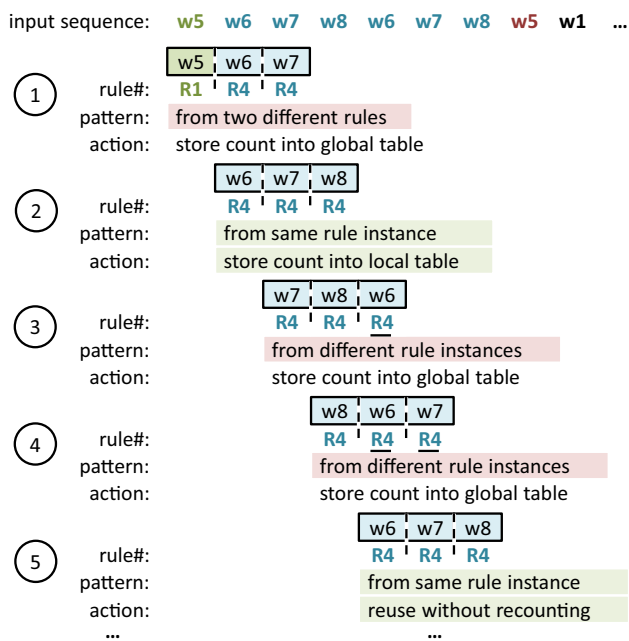 input sequence: w5 w6 w7 w8 w6 w7 w8 w5 w1 ...
w5 w6 w7
1
rule#: R1 R4 R4
pattern: from two different rules
action: store count into global table
w6 w7 w8
2
rule#: R4 R4 R4
pattern: from same rule instance
action: store count into local table
w7 w8 w6
3
rule#: R4 R4 R4
pattern: from different rule instances
action: store count into global table
w8 w6 w7
4
rule#: R4 R4 R4
pattern: from different rule instances
action: store count into global table
w6 w7 w8
5
rule#: R4 R4 R4
pattern: from same rule instance
action: reuse without recounting
... ...